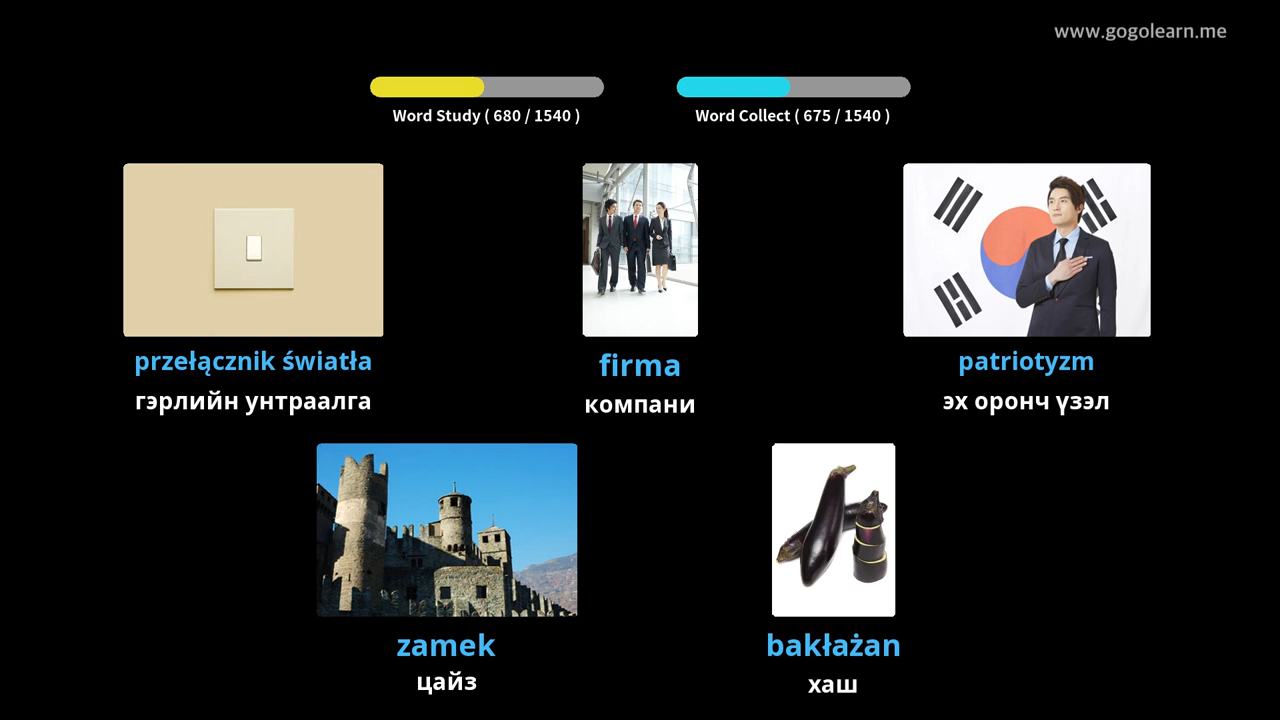 www.gogolearn.me
Word Study ( 680 / 1540 )
Word Collect ( 675 / 1540 )
przełącznik światła
гэрлийн унтраалга
firma
компани
patriotyzm
эх оронч үзэл
zamek
цайз
bakłażan
хаш